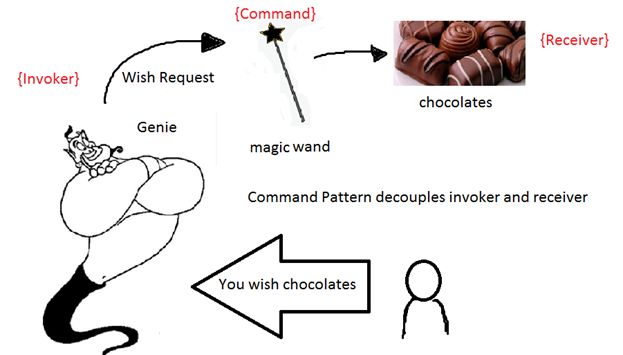 {Command}
{Receiver}
{Invoker}
Wish Request
chocolates
Genie
magic wand
Command Pattern decouples invoker and receiver
You wish chocolates